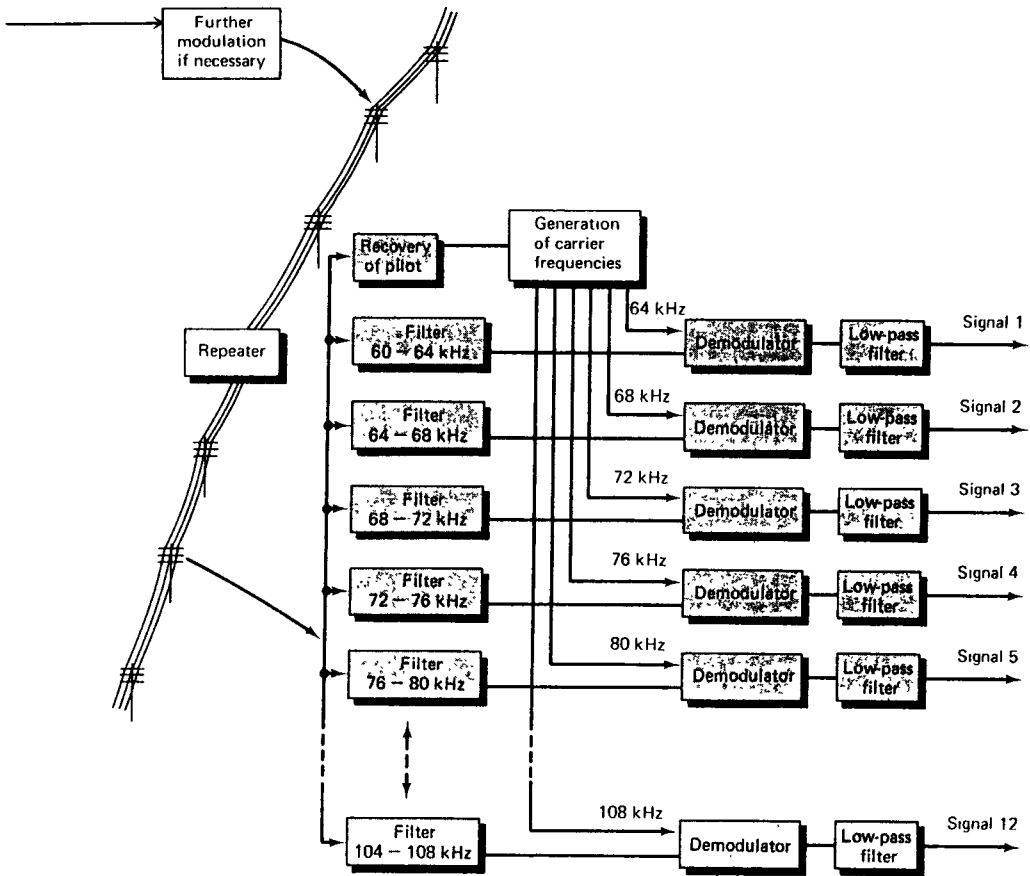 Further
modulation
if necessary
Repeater
Recovery
of pilot
Generation
of carrier
frequencies
Filter
60 – 64 kHz
64 kHz
Demodulator
Low-pass
filter
Signal 1
Filter
64 – 68 kHz
68 kHz
Demodulator
Low-pass
filter
Signal 2
Filter
68 – 72 kHz
72 kHz
Demodulator
Low-pass
filter
Signal 3
Filter
72 – 76 kHz
76 kHz
Demodulator
Low-pass
filter
Signal 4
Filter
76 – 80 kHz
80 kHz
Demodulator
Low-pass
filter
Signal 5
Filter
104 – 108 kHz
108 kHz
Demodulator
Low-pass
filter
Signal 12